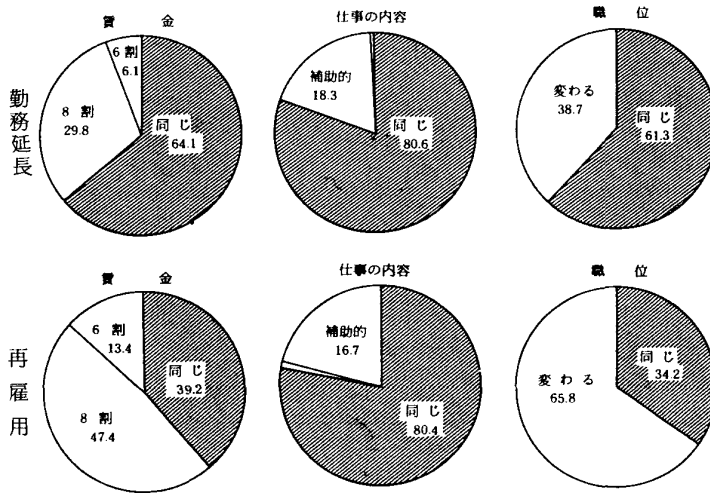 賃 金
仕事の内容
職 位
勤務延長
6 割
6.1
8 割
29.8
同 じ
64.1
補助的
18.3
同 じ
80.6
変わる
38.7
同 じ
61.3
賃 金
仕事の内容
職 位
再雇用
6 割
13.4
同 じ
39.2
8 割
47.4
補助的
16.7
同 じ
80.4
変 わ る
65.8
同 じ
34.2